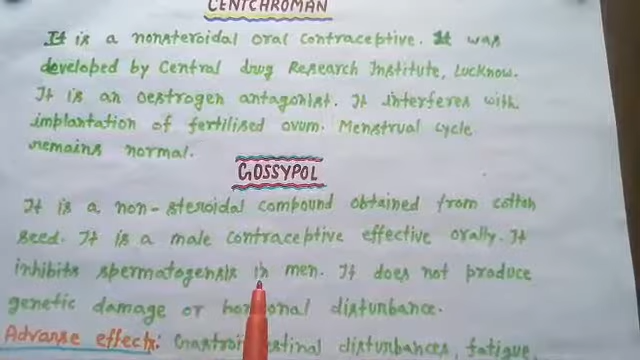 CENTCHROMAN
It is a nonsteroidal oral contraceptive. It was
developed by Central drug Research Institute, Lucknow.
It is an oestrogen antagonist. It interferes with
implantation of fertilised ovum. Menstrual cycle
remains normal.
GOSSYPOL
It is a non-steroidal compound obtained from cotton
seed. It is a male contraceptive effective orally. It
inhibits spermatogensis in men. It does not produce
genetic damage or hormonal disturbance.
Advarse effects: Gastrointestinal disturbances, fatigue